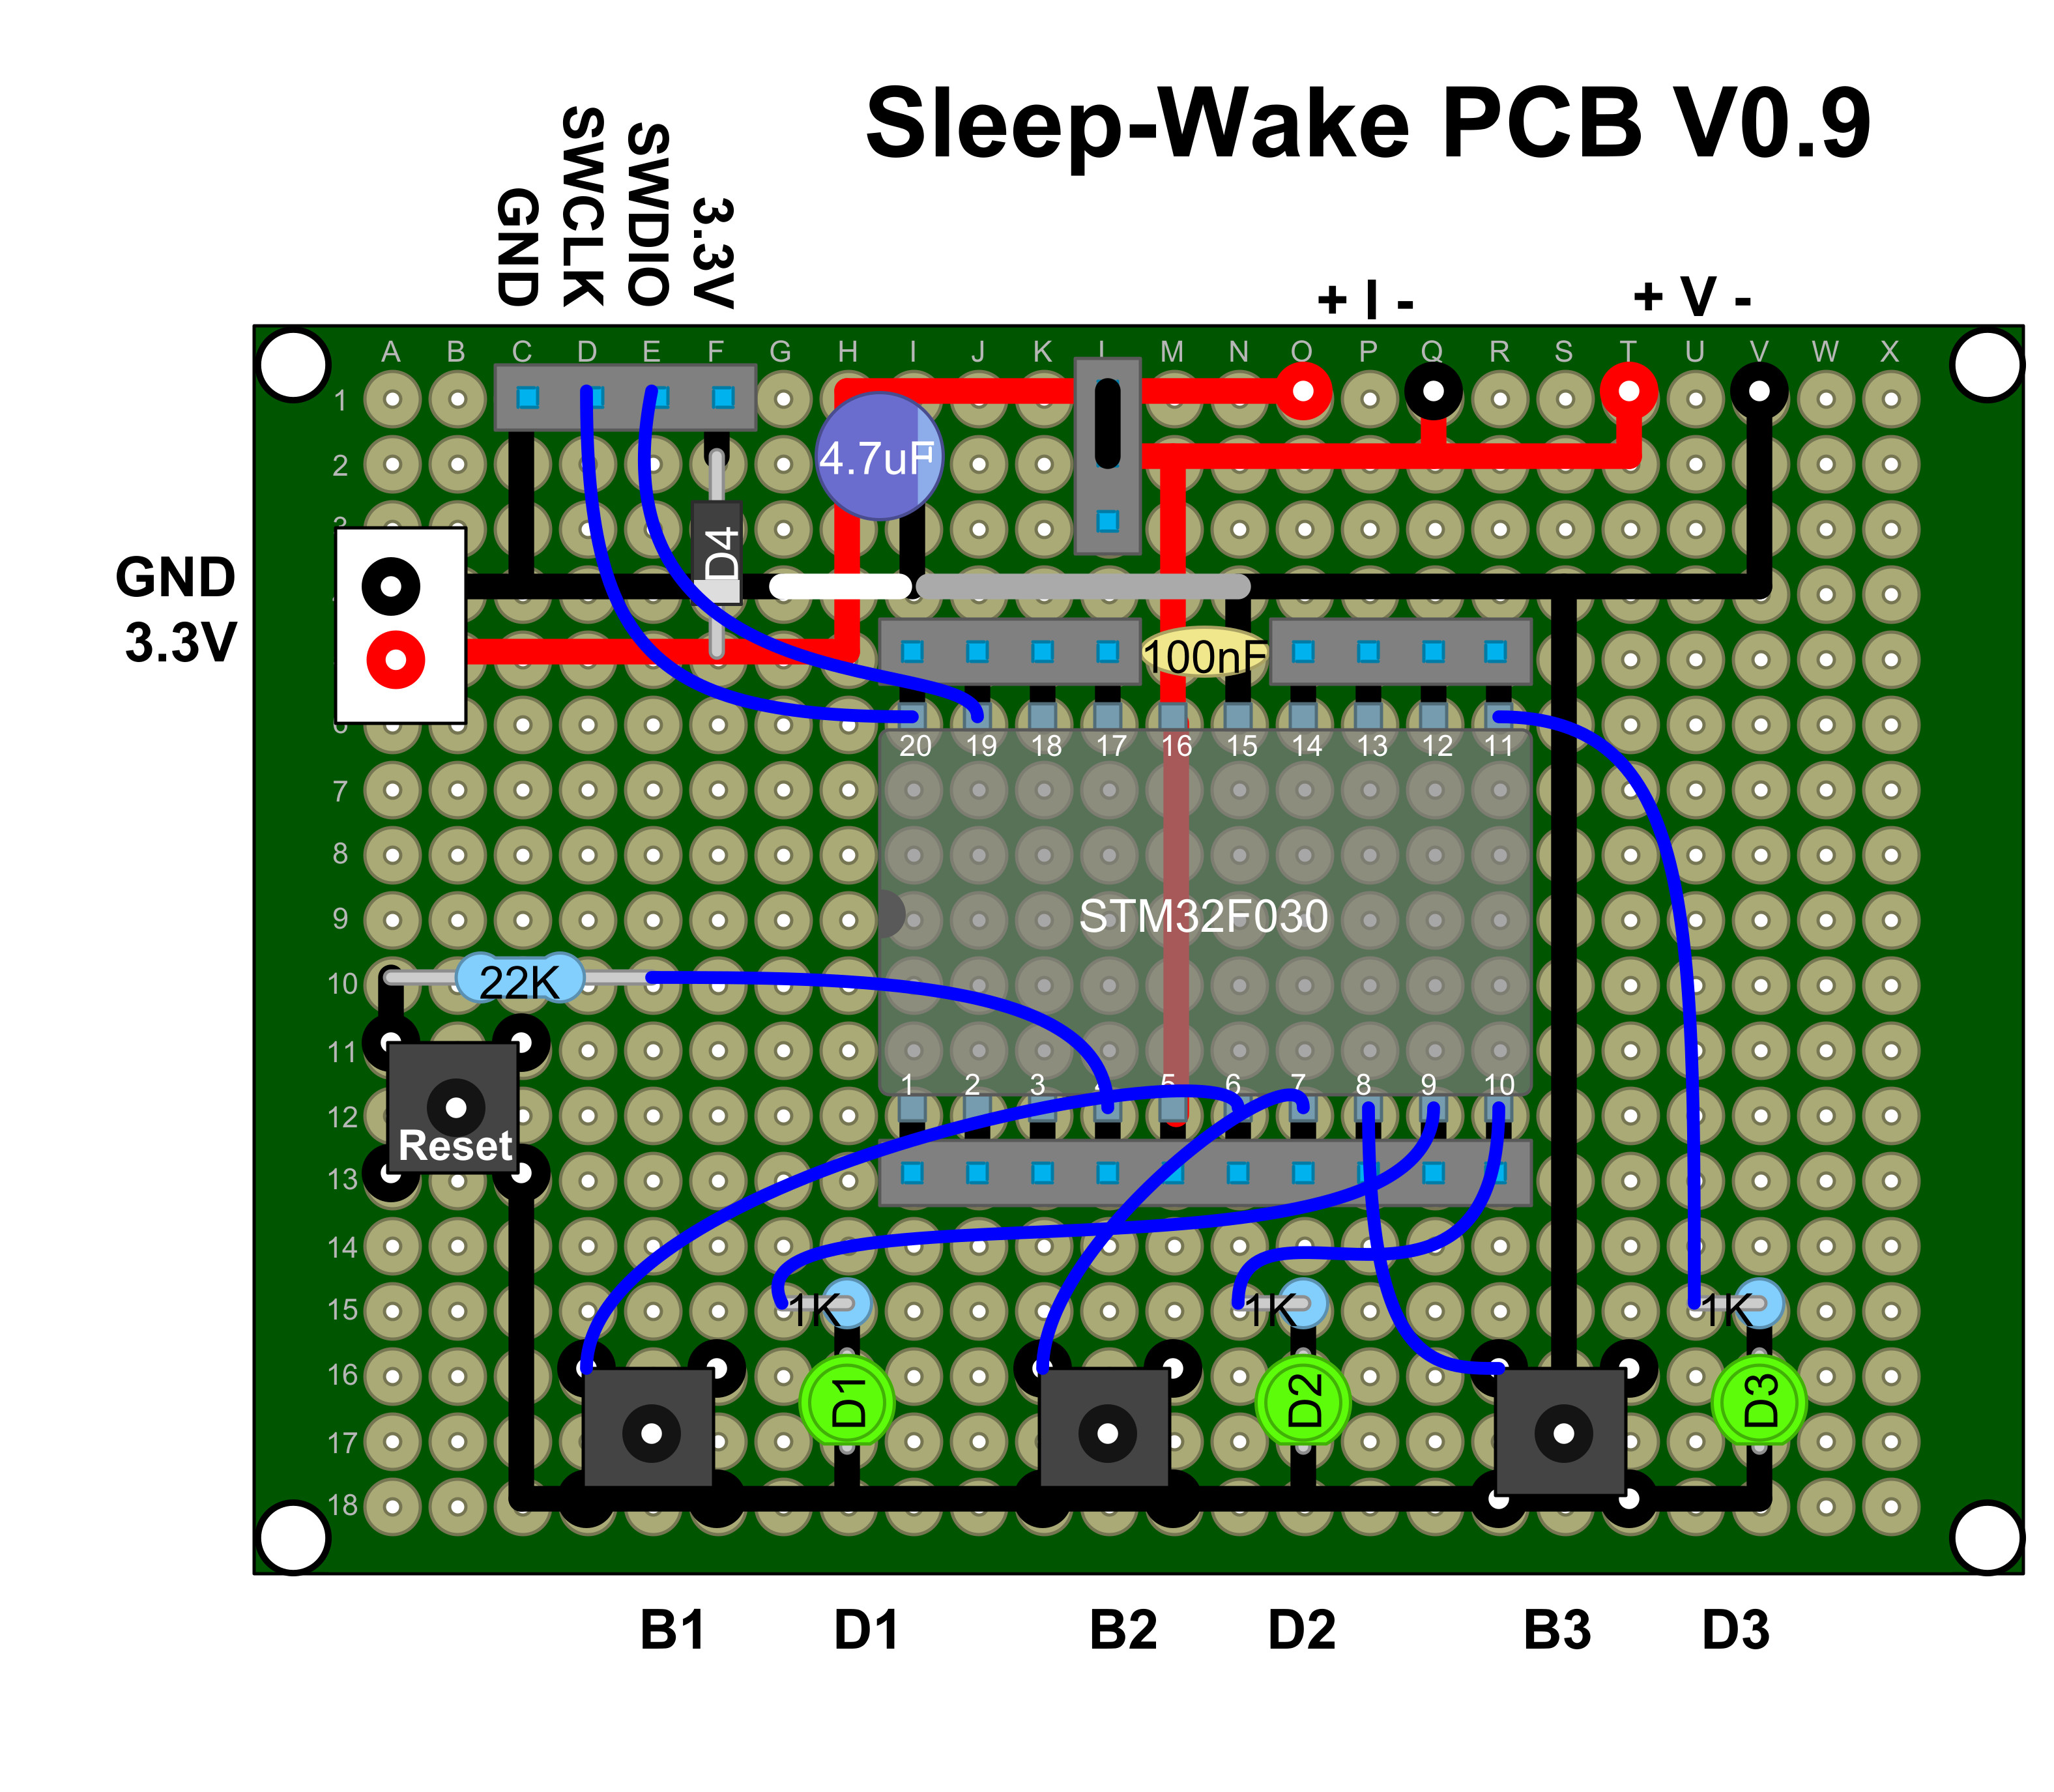 Sleep-Wake PCB V0.9
GND
SWCLK
SWDIO
3.3V
+ I -
+ V -
A B C D E F G H I J K L M N O P Q R S T U V W X
1
4.7uF
2
3
D4
GND
3.3V
100nF
20 19 18 17 16 15 14 13 12 11
7
8
9
STM32F030
10
22K
11
1 2 3 4 5 6 7 8 9 10
12
Reset
13
14
15
1K 1K 1K
16
D1 D2 D3
17
18
B1 D1 B2 D2 B3 D3